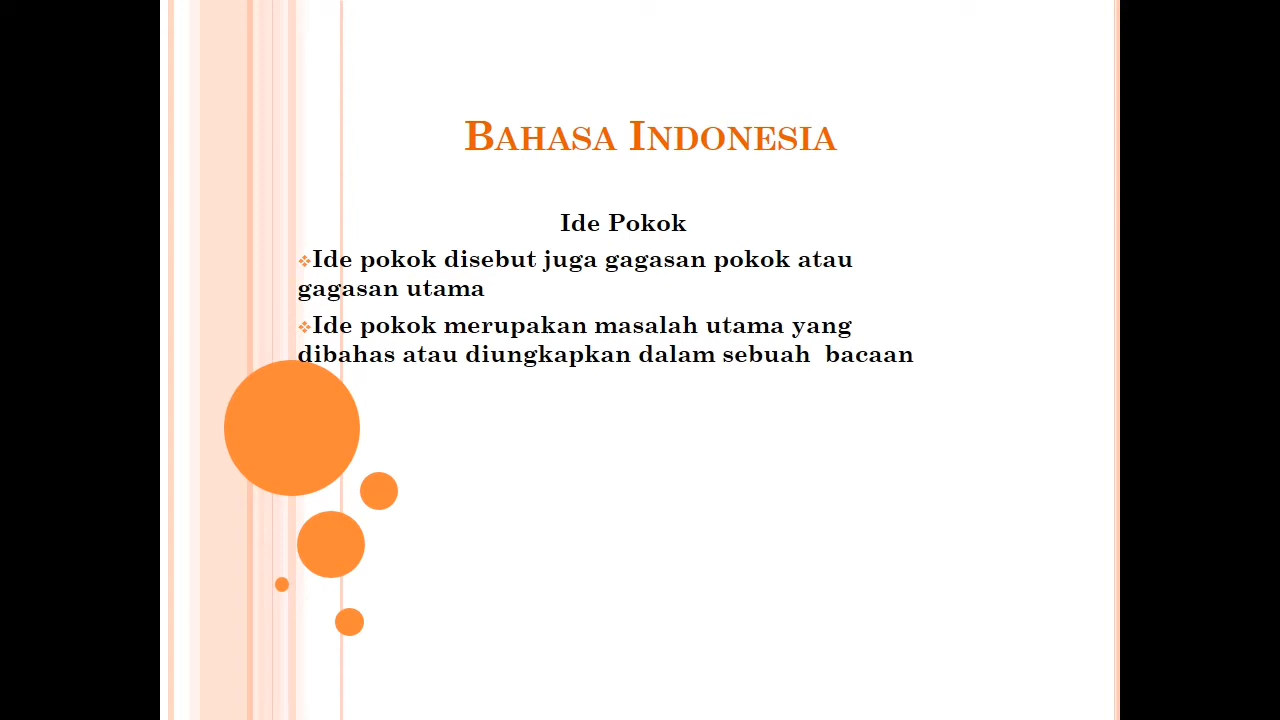 Bahasa Indonesia
Ide Pokok
❖Ide pokok disebut juga gagasan pokok atau
gagasan utama
❖Ide pokok merupakan masalah utama yang
dibahas atau diungkapkan dalam sebuah  bacaan